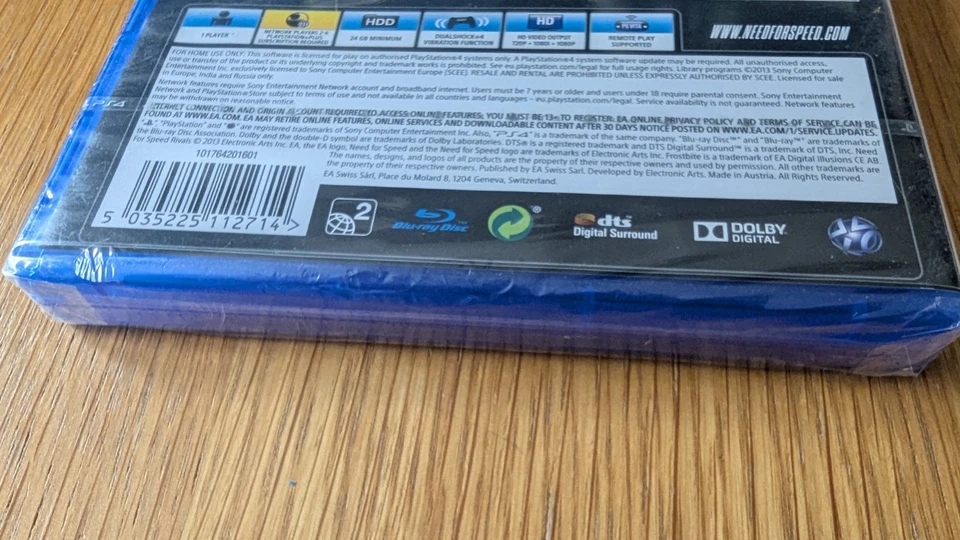 1 PLAYER
NETWORK PLAYERS 2-6
PLAYSTATION®PLUS
SUBSCRIPTION REQUIRED
HDD
34 GB MINIMUM
DUALSHOCK®4
VIBRATION FUNCTION
HD
HD VIDEO OUTPUT
720P • 1080i • 1080P
PS VITA
REMOTE PLAY
SUPPORTED
WWW.NEEDFORSPEED.COM
FOR HOME USE ONLY: This software is licensed for play on authorised PlayStation®4 systems only. A PlayStation®4 system software update may be required. All unauthorised access,
use or transfer of the product or its underlying copyright and trademark works is prohibited. See eu.playstation.com/legal for full usage rights. Library programs ©2013 Sony Computer
Entertainment Inc. exclusively licensed to Sony Computer Entertainment Europe (SCEE). RESALE AND RENTAL ARE PROHIBITED UNLESS EXPRESSLY AUTHORISED BY SCEE. Licensed for sale
in Europe, India and Russia only.
Network features require Sony Entertainment Network account and broadband internet. Users must be 7 years or older and users under 18 require parental consent. Sony Entertainment
Network and PlayStation®Store subject to terms of use and not available in all countries and languages – eu.playstation.com/legal. Service availability is not guaranteed. Network features
may be withdrawn on reasonable notice.
INTERNET CONNECTION AND ORIGIN ACCOUNT REQUIRED TO ACCESS ONLINE FEATURES; YOU MUST BE 13+ TO REGISTER. EA ONLINE PRIVACY POLICY AND TERMS OF SERVICE CAN BE
FOUND AT WWW.EA.COM. EA MAY RETIRE ONLINE FEATURES, ONLINE SERVICES AND DOWNLOADABLE CONTENT AFTER 30 DAYS NOTICE POSTED ON WWW.EA.COM/1/SERVICE.UPDATES.
"PlayStation" and are registered trademarks of Sony Computer Entertainment Inc. Also, "PS4" is a trademark of the same company. "Blu-ray Disc™" and "Blu-ray™" are trademarks of
the Blu-ray Disc Association. Dolby and the double-D symbol are trademarks of Dolby Laboratories. DTS® is a registered trademark and DTS Digital Surround™ is a trademark of DTS, Inc. Need
for Speed Rivals © 2013 Electronic Arts Inc. EA, the EA logo, Need for Speed and the Need for Speed logo are trademarks of Electronic Arts Inc. Frostbite is a trademark of EA Digital Illusions CE AB.
The names, designs, and logos of all products are the property of their respective owners and used by permission. All other trademarks are
the property of their respective owners. Published by EA Swiss Sarl. Developed by Electronic Arts. Made in Austria. All Rights Reserved.
EA Swiss Sàrl, Place du Molard 8, 1204 Geneva, Switzerland.
101764201601
5 035225 112714 >
2
Blu-ray Disc™
®
dts
Digital Surround
DOLBY
DIGITAL
PS4